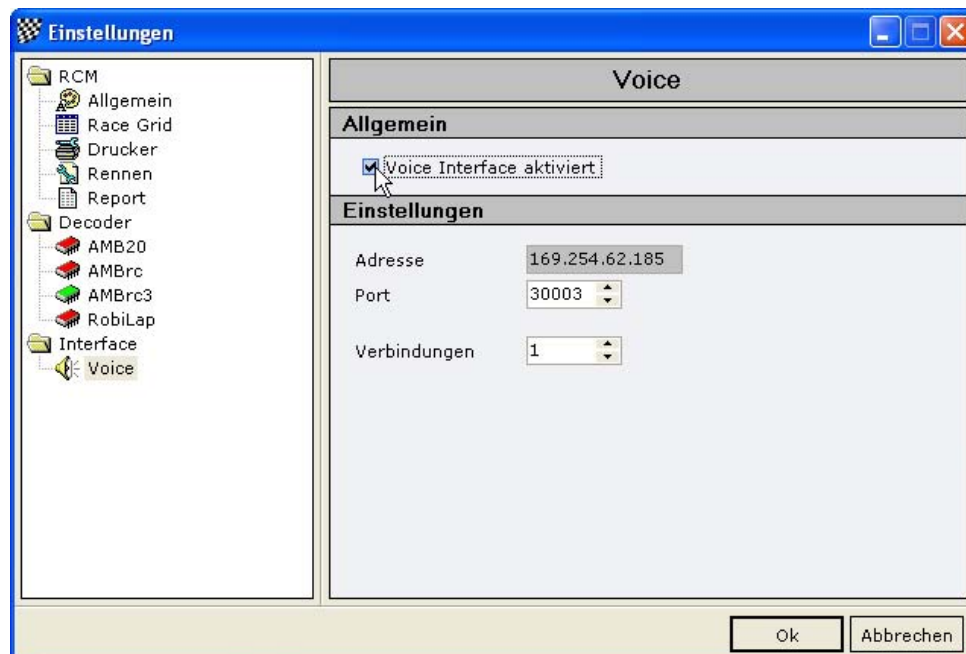 Einstellungen
RCM
Allgemein
Race Grid
Drucker
Rennen
Report
Decoder
AMB20
AMBrc
AMBrc3
RobiLap
Interface
Voice
Voice
Allgemein
Voice Interface aktiviert
Einstellungen
Adresse 169.254.62.185
Port 30003
Verbindungen 1
Ok Abbrechen